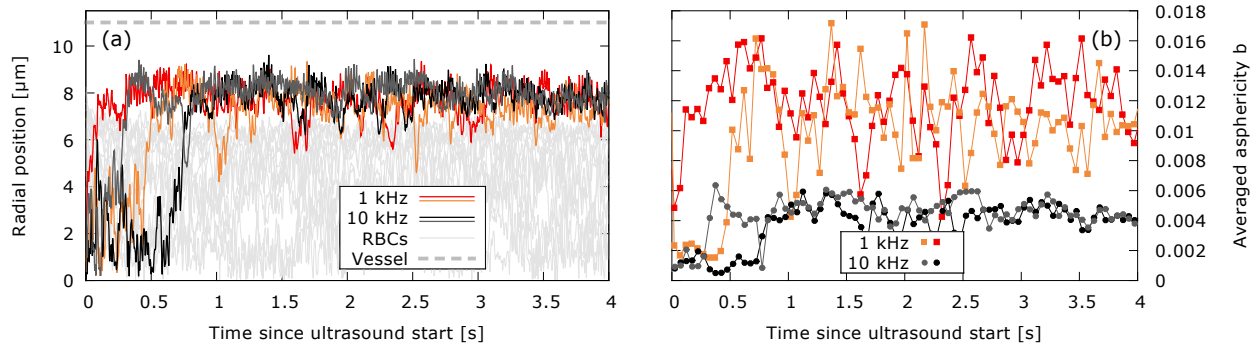 (a)
Radial position [μm]
10
8
6
4
2
0
1 kHz
10 kHz
RBCs
Vessel
0 0.5 1 1.5 2 2.5 3 3.5 4
Time since ultrasound start [s]
(b)
0.018
0.016
0.014
0.012
0.01
0.008
0.006
0.004
0.002
0
Averaged asphericity b
1 kHz
10 kHz
0 0.5 1 1.5 2 2.5 3 3.5 4
Time since ultrasound start [s]